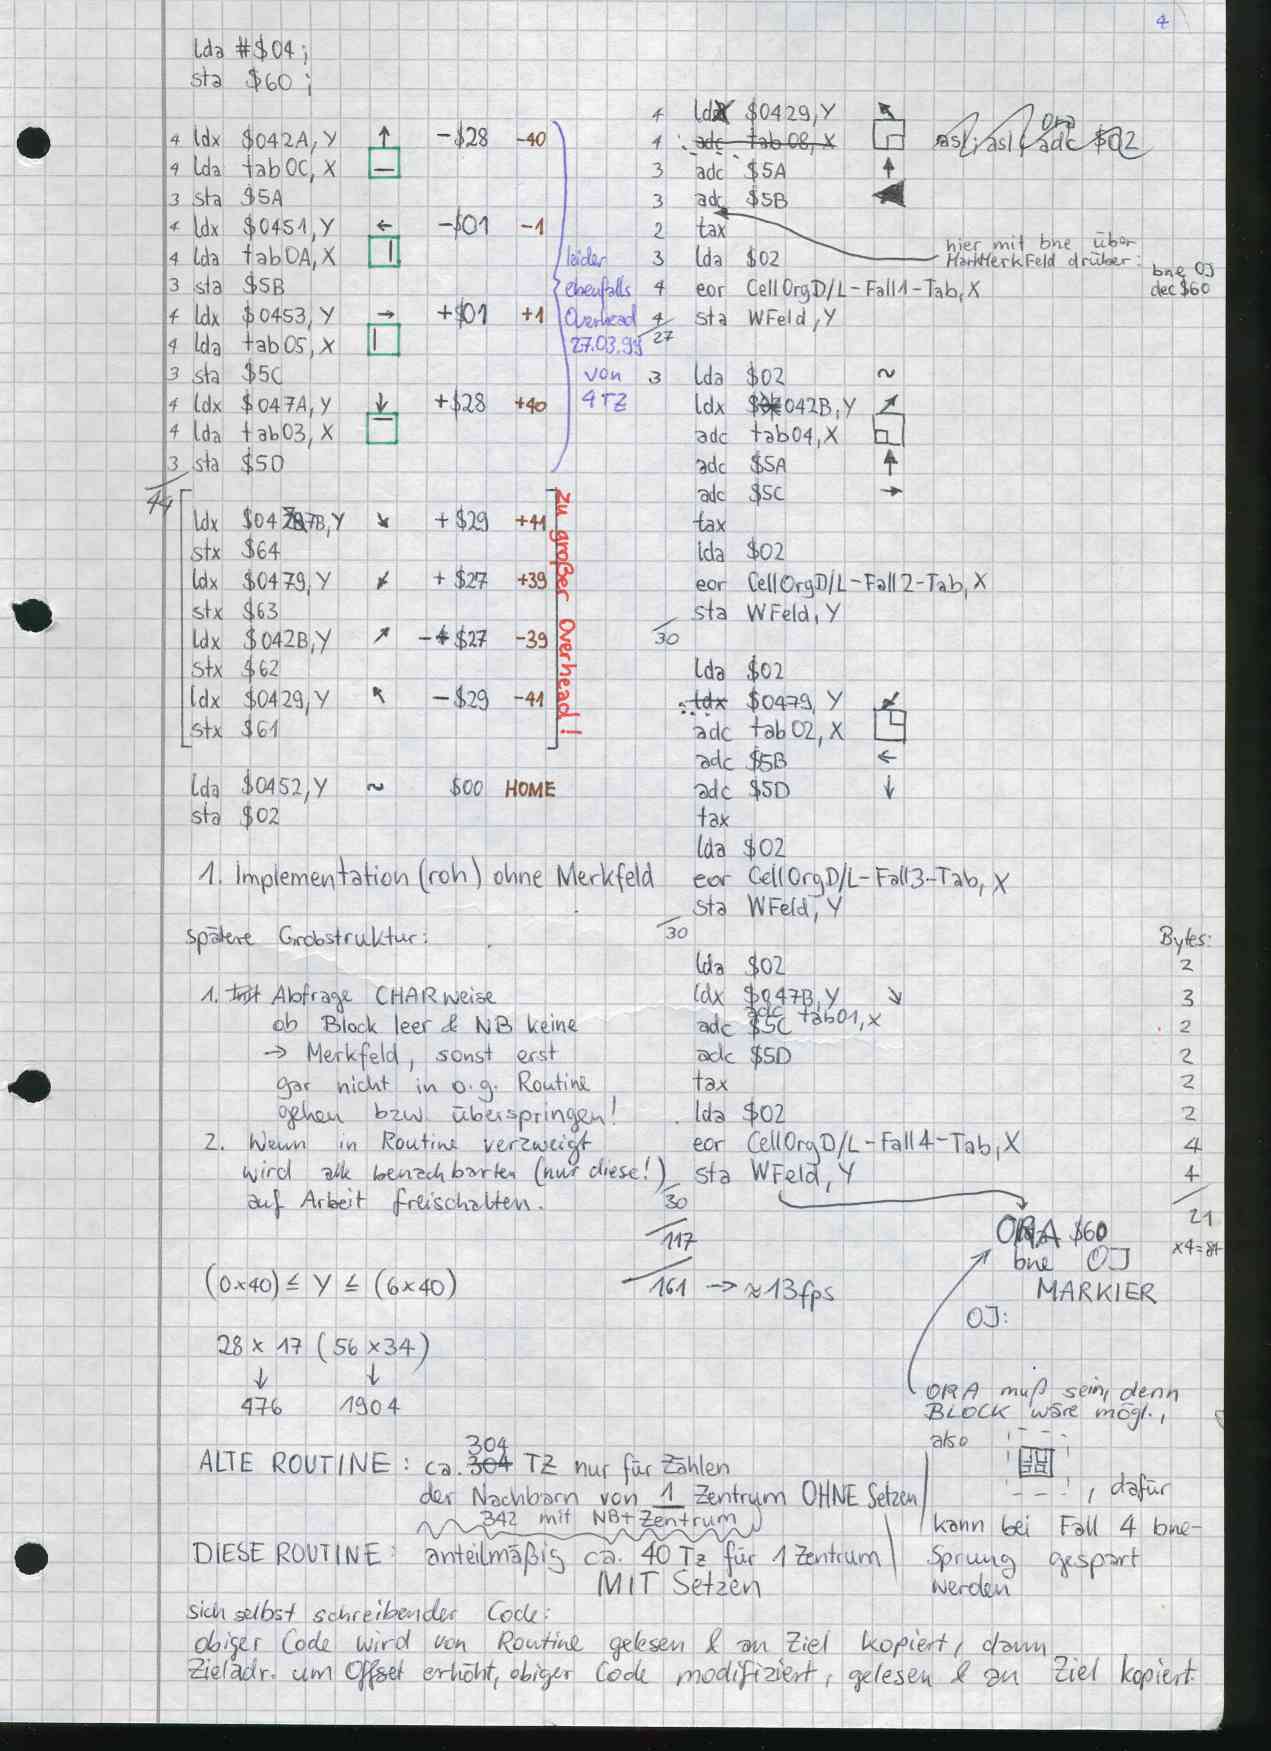 4
lda #$04;
sta $60;
4 ldx $042A,Y ↑ -$28 -40
4 lda tab0C,X
3 sta $5A
4 ldx $0451,Y ← -$01 -1
4 lda tab0A,X
3 sta $5B
4 ldx $0453,Y → +$01 +1
4 lda tab05,X
3 sta $5C
4 ldx $047A,Y ↓ +$28 +40
4 lda tab03,X
3 sta $5D
44
leider
ebenfalls
Overhead
27.03.99
von
4TZ
ldx $047B,Y ↘ +$29 +41
stx $64
ldx $0479,Y ↙ +$27 +39
stx $63
ldx $042B,Y ↗ -$27 -39
stx $62
ldx $0429,Y ↖ -$29 -41
stx $61
zu großer Overhead!
lda $0452,Y ~ $00 HOME
sta $02
1. Implementation (roh) ohne Merkfeld
spätere Grobstruktur:
1. Abfrage CHARweise
ob Block leer & NB keine
→ Merkfeld, sonst erst
gar nicht in o.g. Routine
gehen bzw. überspringen!
2. Wenn in Routine verzweigt
wird alle benachbarten (nur diese!)
auf Arbeit freischalten.
(0x40) ≤ Y ≤ (6x40)
28 x 17 (56 x 34)
↓ ↓
476 1904
4 ldX $0429,Y ↖
4 adc tab08,X asl; asl; ora adc $02
3 adc $5A ↑
3 adc $5B ◀
2 tax
hier mit bne über
Merkfeld drüber: bne OJ
dec $60
3 lda $02
4 eor CellOrgD/L-Fall1-Tab,X
4 sta WFeld,Y
27
3 lda $02 ~
ldx $042B,Y ↗
adc tab04,X
adc $5A ↑
adc $5C →
tax
lda $02
eor CellOrgD/L-Fall2-Tab,X
sta WFeld,Y
30
lda $02
ldx $0479,Y ↙
adc tab02,X
adc $5B ←
adc $5D ↓
tax
lda $02
eor CellOrgD/L-Fall3-Tab,X
sta WFeld,Y
30
Bytes:
lda $02 2
ldx $047B,Y ↘ 3
adc tab01,X
adc $5C 2
adc $5D 2
tax 2
lda $02 2
eor CellOrgD/L-Fall4-Tab,X 4
sta WFeld,Y 4
30
21
x4=84
117
161 → ≈13fps
ORA $60
bne OJ
MARKIER
OJ:
ORA muß sein, denn
BLOCK wäre mögl.,
also
, dafür
kann bei Fall 4 bne-
Sprung gespart
werden
ALTE ROUTINE: ca. 304 304 TZ nur für Zählen
der Nachbarn von 1 Zentrum OHNE Setzen
342 mit NB+Zentrum
DIESE ROUTINE: anteilmäßig ca. 40 Tz für 1 Zentrum
MIT Setzen
sich selbst schreibender Code:
obiger Code wird von Routine gelesen & an Ziel kopiert, dann
Zieladr. um Offset erhöht, obiger Code modifiziert, gelesen & an Ziel kopiert.